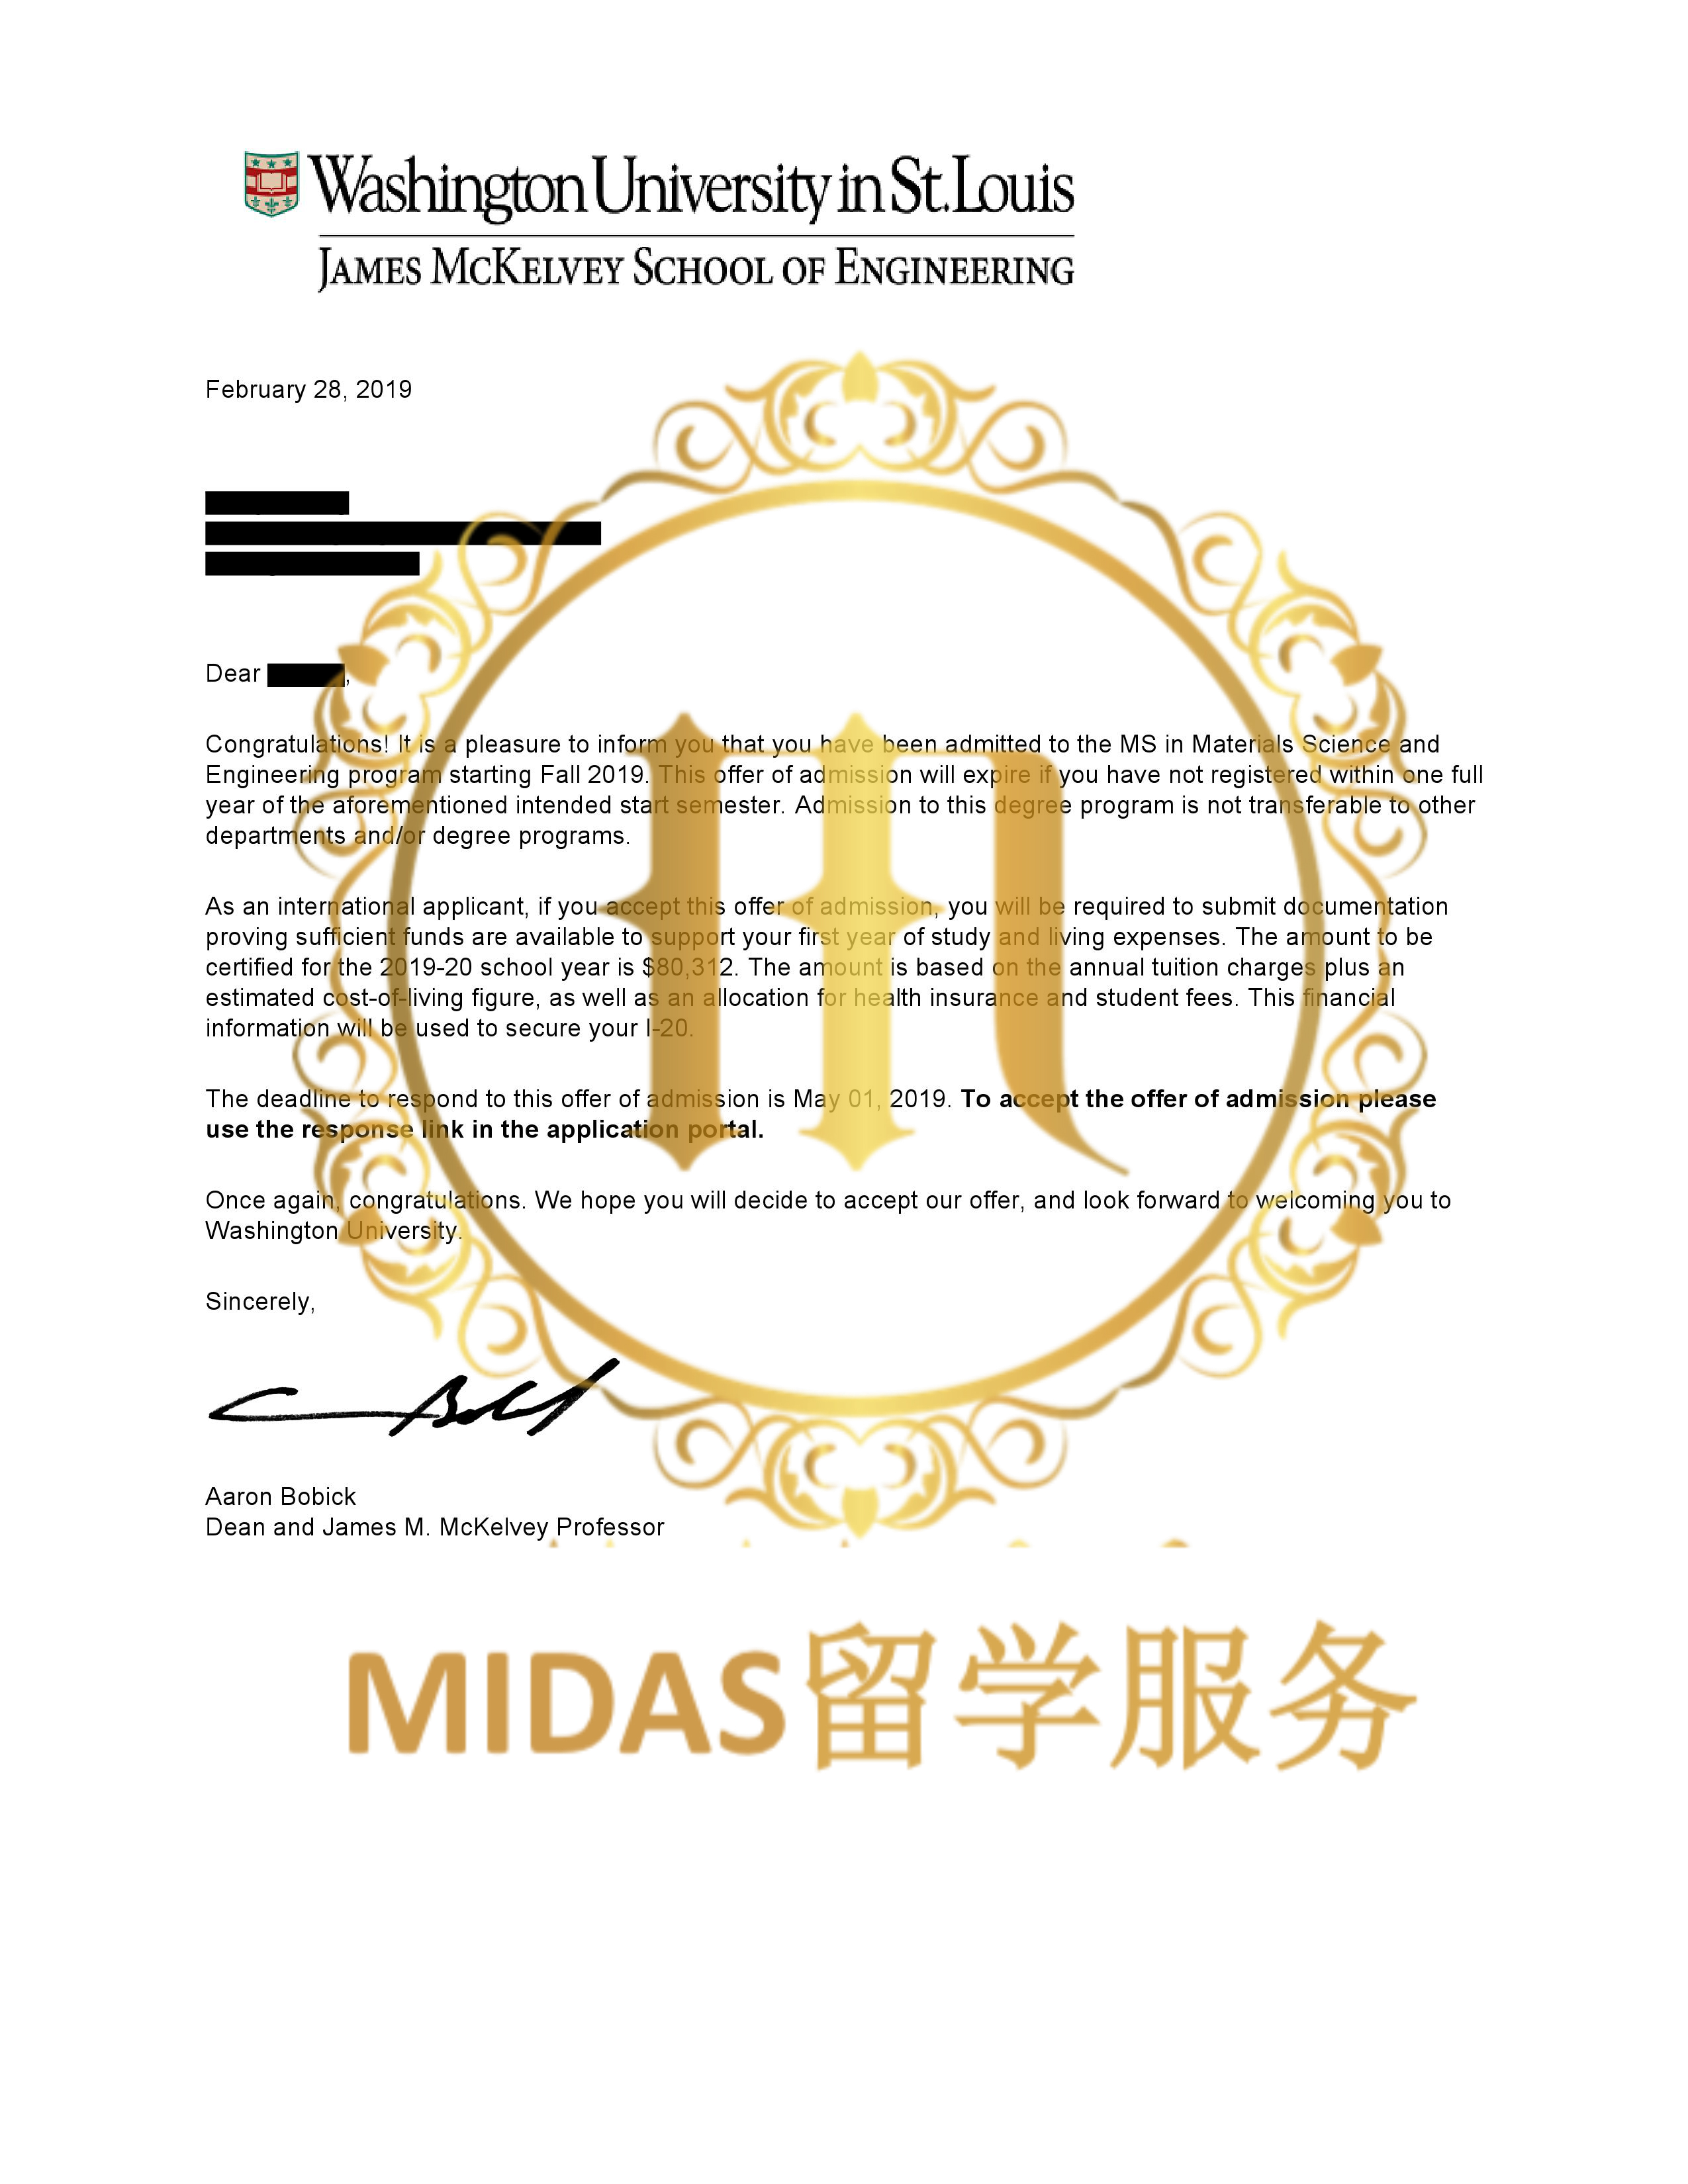 Washington University in St. Louis
JAMES MCKELVEY SCHOOL OF ENGINEERING
February 28, 2019
Dear ,
Congratulations! It is a pleasure to inform you that you have been admitted to the MS in Materials Science and
Engineering program starting Fall 2019. This offer of admission will expire if you have not registered within one full
year of the aforementioned intended start semester. Admission to this degree program is not transferable to other
departments and/or degree programs.
As an international applicant, if you accept this offer of admission, you will be required to submit documentation
proving sufficient funds are available to support your first year of study and living expenses. The amount to be
certified for the 2019-20 school year is $80,312. The amount is based on the annual tuition charges plus an
estimated cost-of-living figure, as well as an allocation for health insurance and student fees. This financial
information will be used to secure your I-20.
The deadline to respond to this offer of admission is May 01, 2019. To accept the offer of admission please
use the response link in the application portal.
Once again, congratulations. We hope you will decide to accept our offer, and look forward to welcoming you to
Washington University.
Sincerely,
Aaron Bobick
Dean and James M. McKelvey Professor
m
MIDAS留学服务